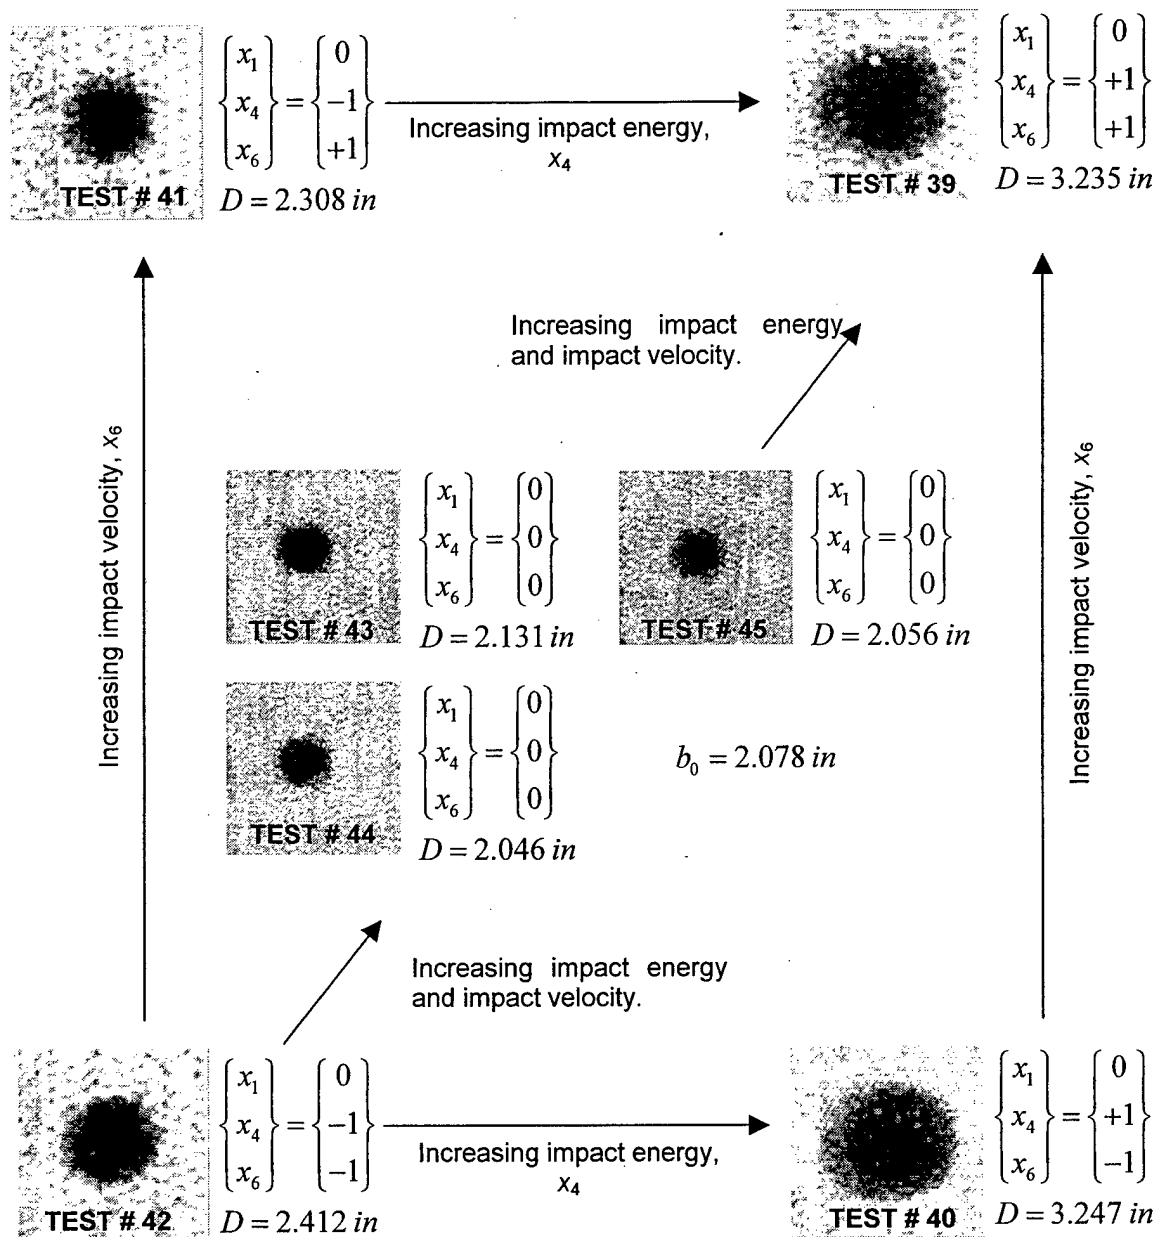 {x₁ x₄ x₆} = {0 −1 +1}
TEST # 41
D = 2.308 in
Increasing impact energy,
x₄
{x₁ x₄ x₆} = {0 +1 +1}
TEST # 39
D = 3.235 in
Increasing impact energy
and impact velocity.
Increasing impact velocity, x₆
Increasing impact velocity, x₆
{x₁ x₄ x₆} = {0 0 0}
TEST # 43
D = 2.131 in
{x₁ x₄ x₆} = {0 0 0}
TEST # 45
D = 2.056 in
{x₁ x₄ x₆} = {0 0 0}
TEST # 44
D = 2.046 in
b₀ = 2.078 in
Increasing impact energy
and impact velocity.
{x₁ x₄ x₆} = {0 −1 −1}
TEST # 42
D = 2.412 in
Increasing impact energy,
x₄
{x₁ x₄ x₆} = {0 +1 −1}
TEST # 40
D = 3.247 in